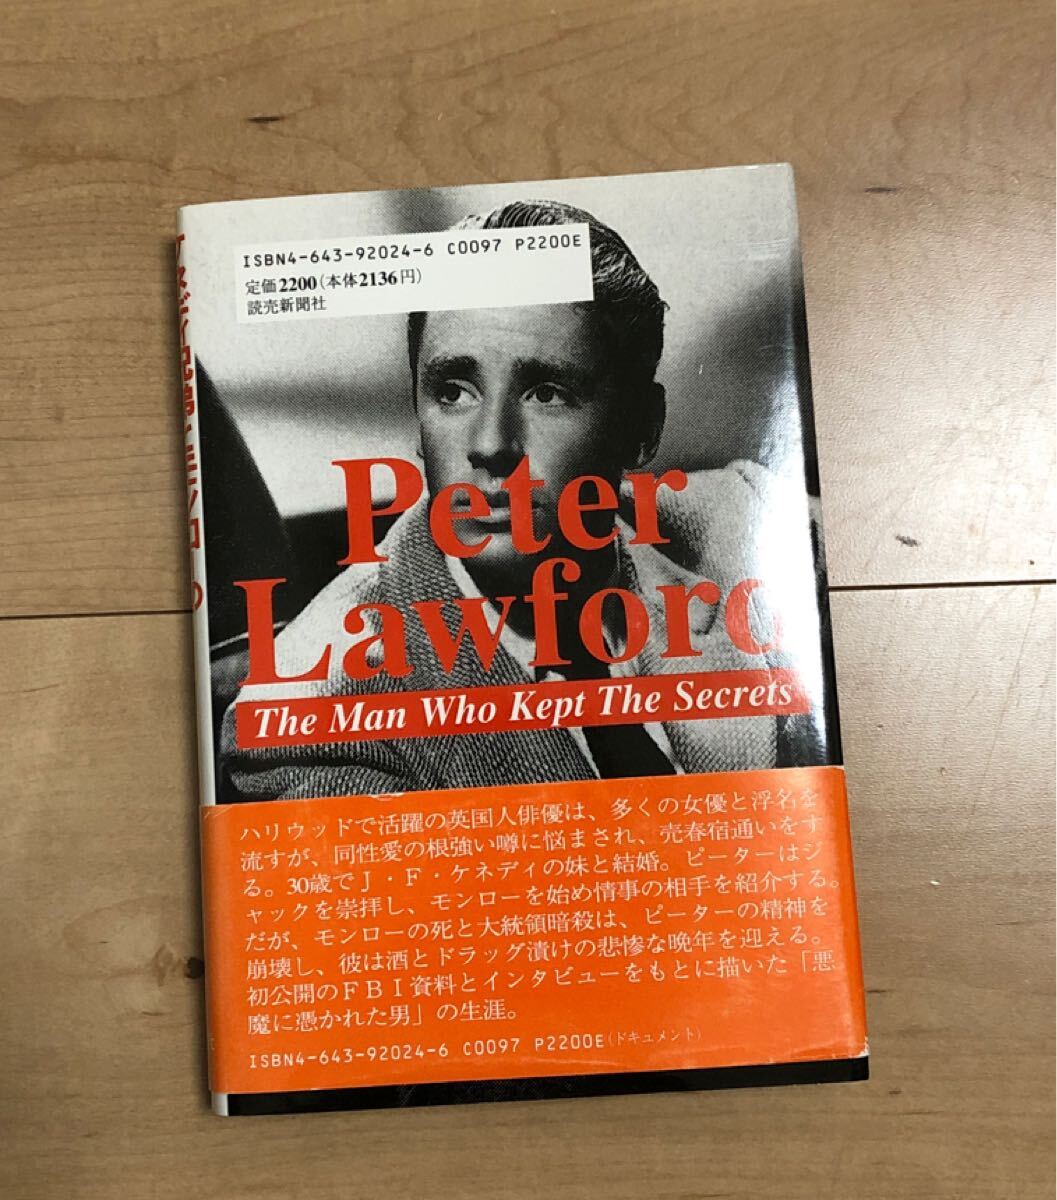 ISBN4-643-92024-6 C0097 P2200E
定価2200(本体2136円)
読売新聞社
Peter
Lawford
The Man Who Kept The Secrets
ハリウッドで活躍の英国人俳優は、多くの女優と浮名を
流すが、同性愛の根強い噂に悩まされ、売春宿通いをす
る。30歳でJ・F・ケネディの妹と結婚。ピーターはジ
ャックを崇拝し、モンローを始め情事の相手を紹介する。
だが、モンローの死と大統領暗殺は、ピーターの精神を
崩壊し、彼は酒とドラッグ漬けの悲惨な晩年を迎える。
初公開のFBI資料とインタビューをもとに描いた「悪
魔に憑かれた男」の生涯。
ISBN4-643-92024-6 C0097 P2200E(ドキュメント)